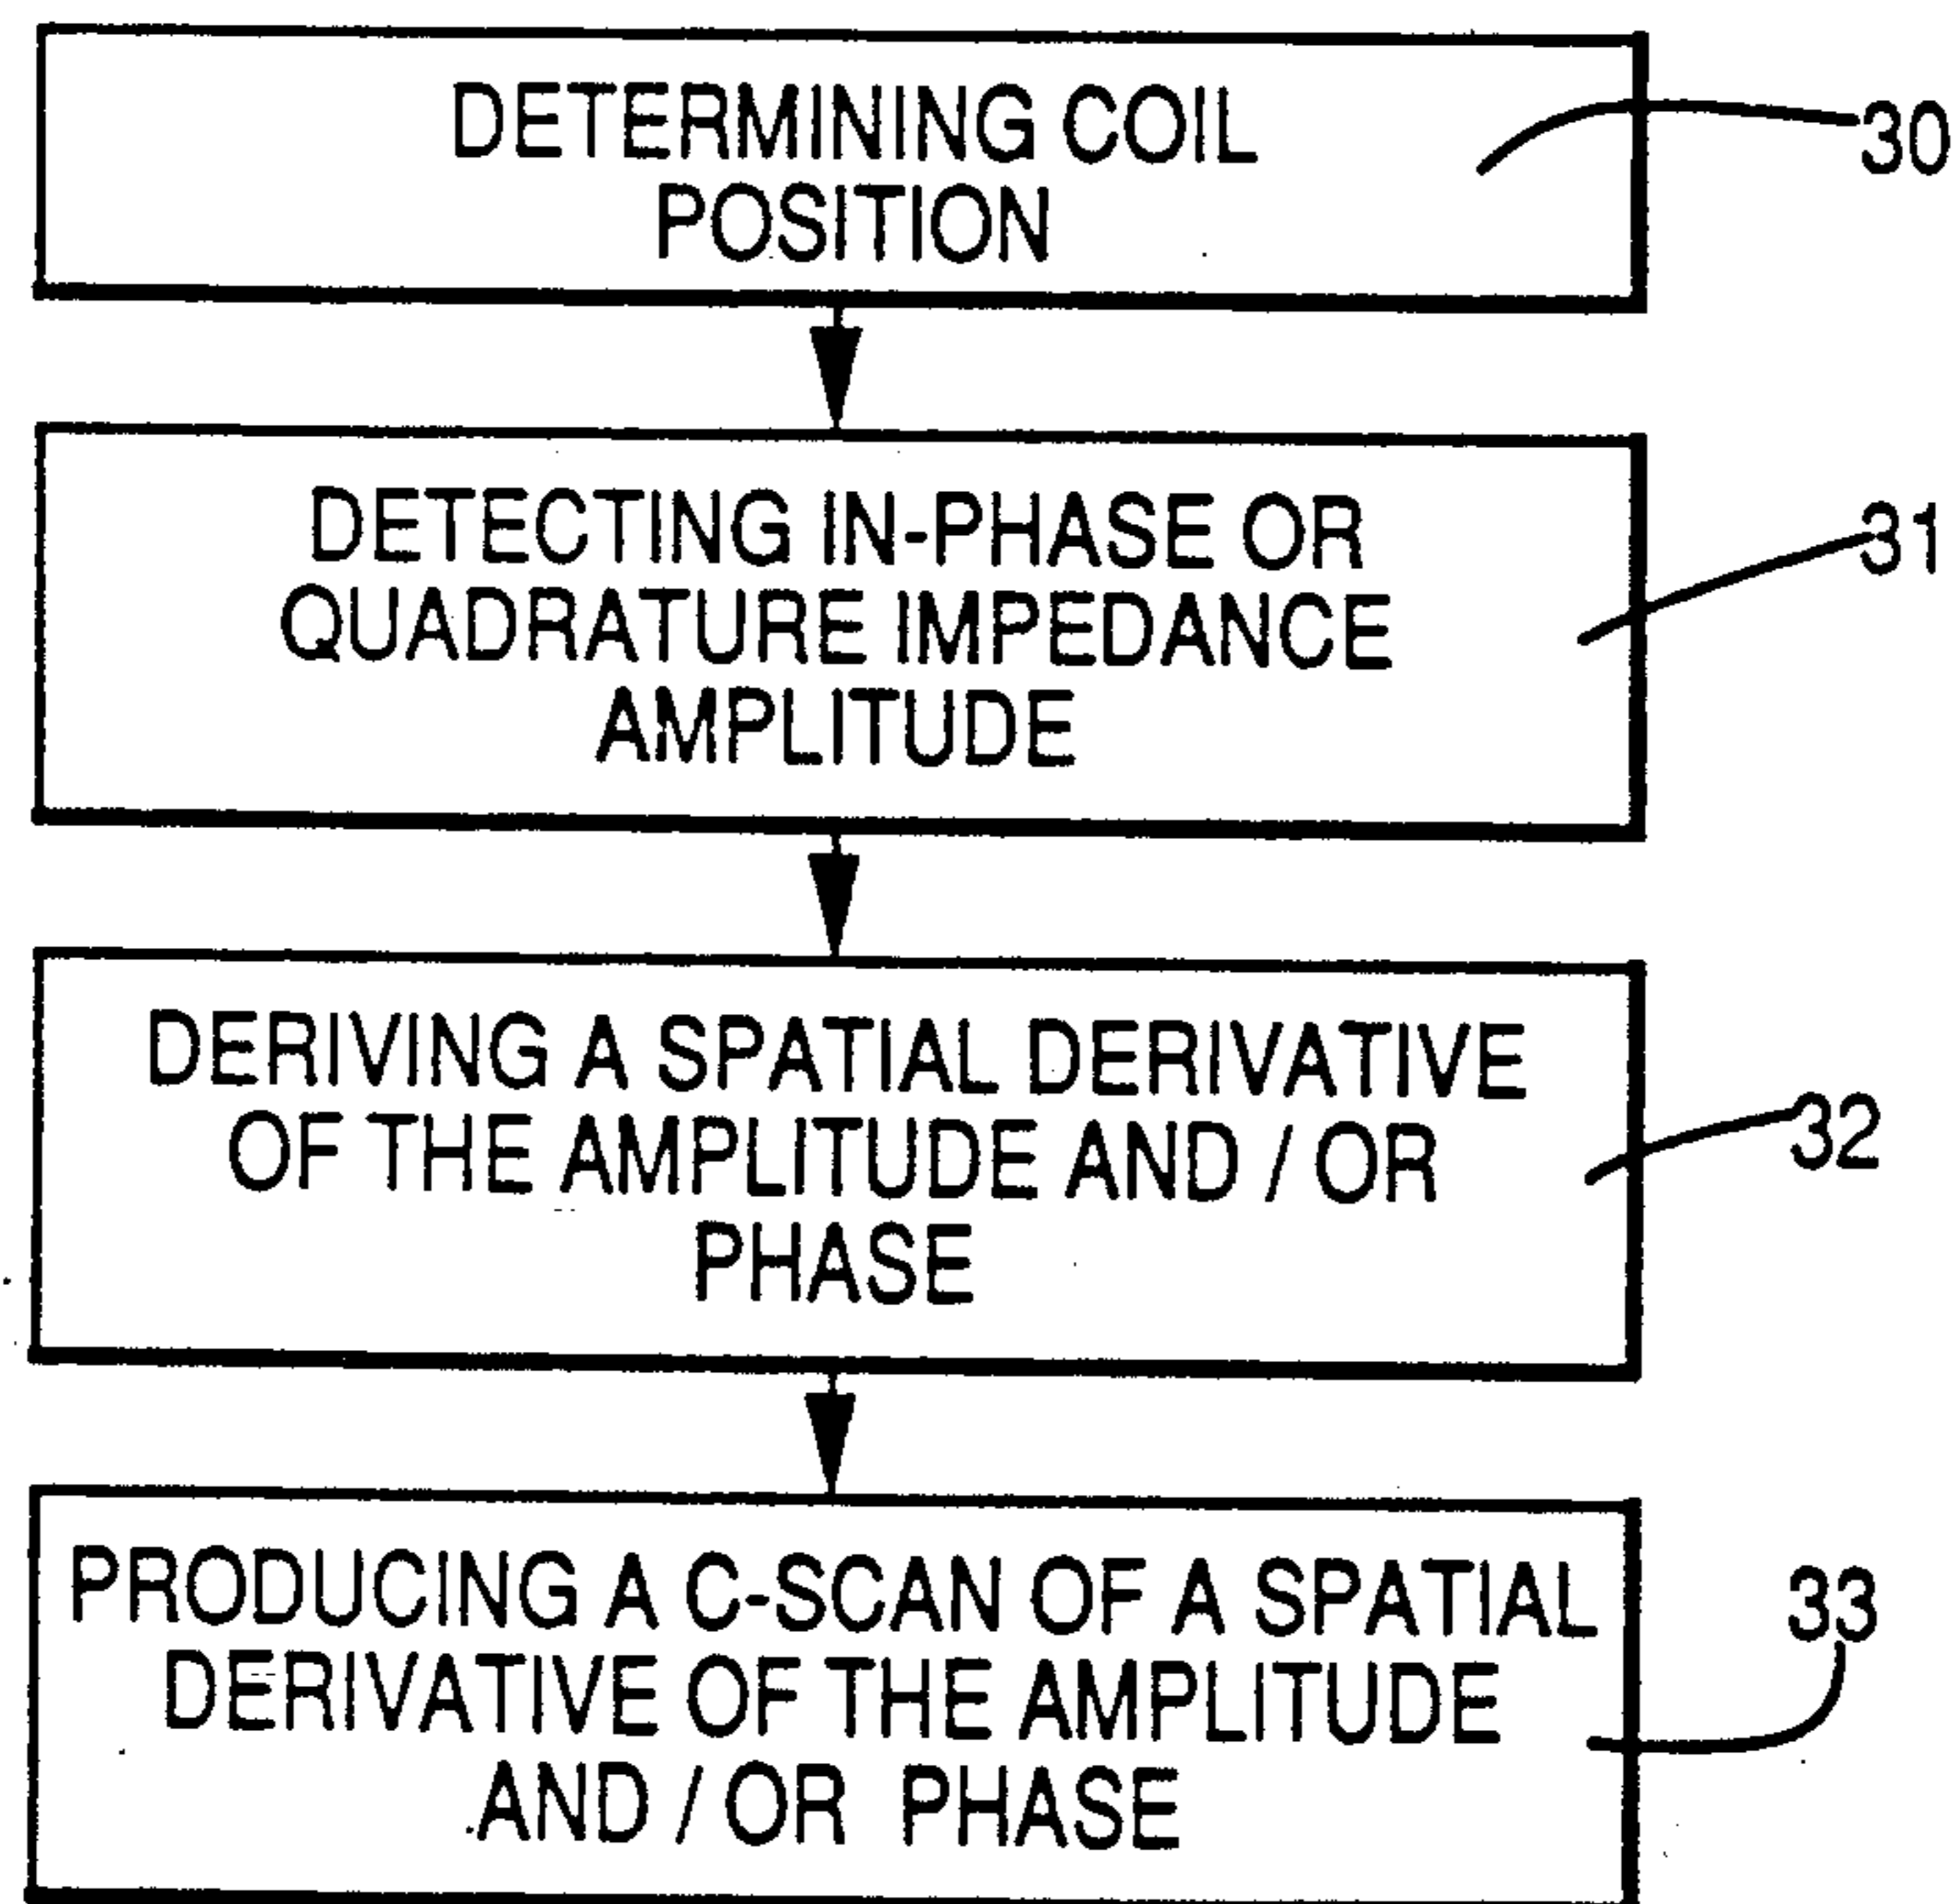 DETERMINING COIL
POSITION
30
DETECTING IN-PHASE OR
QUADRATURE IMPEDANCE
AMPLITUDE
31
DERIVING A SPATIAL DERIVATIVE
OF THE AMPLITUDE AND / OR
PHASE
32
PRODUCING A C-SCAN OF A SPATIAL
DERIVATIVE OF THE AMPLITUDE
AND / OR PHASE
33